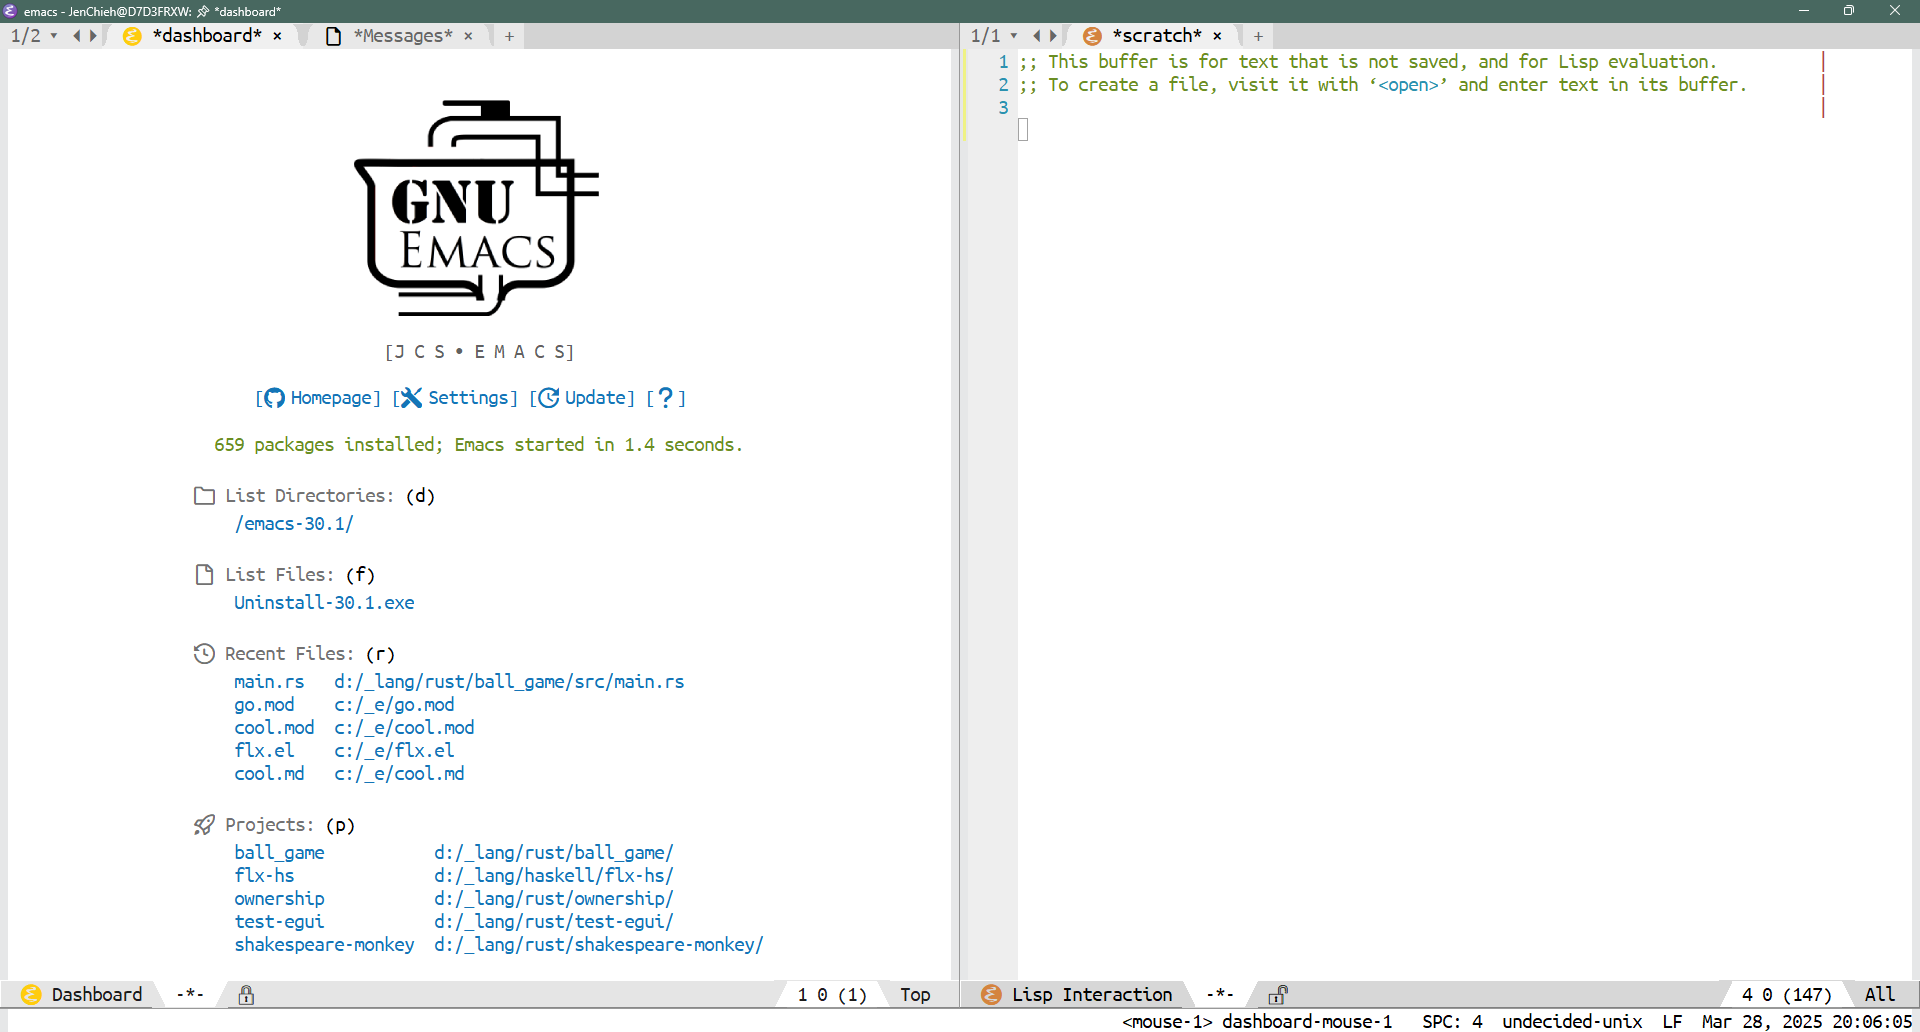 emacs - JenChieh@D7D3FRXW: *dashboard*
1/2 *dashboard* × *Messages* × +
GNU
EMACS
[J C S • E M A C S]
[Homepage] [Settings] [Update] [?]
659 packages installed; Emacs started in 1.4 seconds.
List Directories: (d)
/emacs-30.1/
List Files: (f)
Uninstall-30.1.exe
Recent Files: (r)
main.rs d:/_lang/rust/ball_game/src/main.rs
go.mod c:/_e/go.mod
cool.mod c:/_e/cool.mod
flx.el c:/_e/flx.el
cool.md c:/_e/cool.md
Projects: (p)
ball_game d:/_lang/rust/ball_game/
flx-hs d:/_lang/haskell/flx-hs/
ownership d:/_lang/rust/ownership/
test-egui d:/_lang/rust/test-egui/
shakespeare-monkey d:/_lang/rust/shakespeare-monkey/
Dashboard -*- 1 0 (1) Top
1/1 *scratch* × +
1 ;; This buffer is for text that is not saved, and for Lisp evaluation.
2 ;; To create a file, visit it with ‘<open>’ and enter text in its buffer.
3
Lisp Interaction -*- 4 0 (147) All
<mouse-1> dashboard-mouse-1 SPC: 4 undecided-unix LF Mar 28, 2025 20:06:05